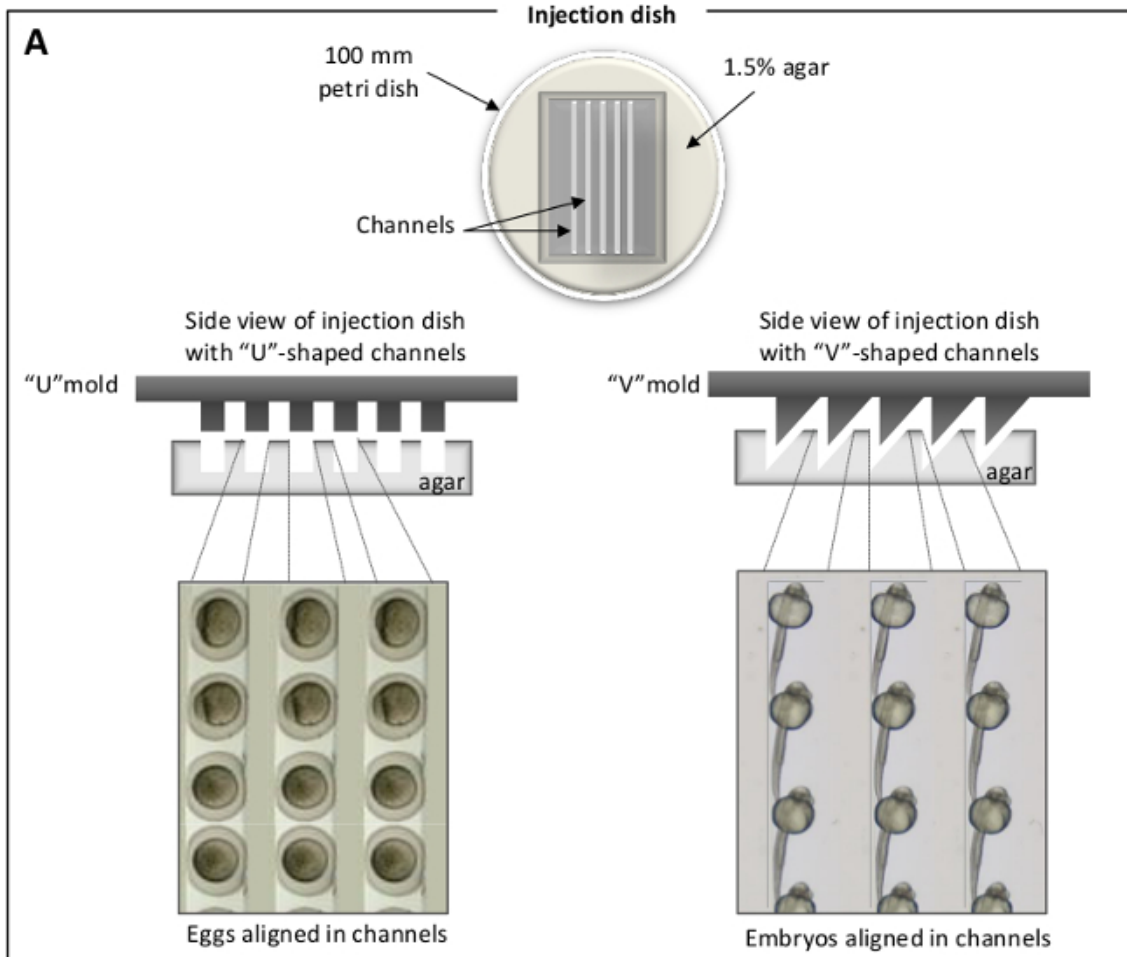 Injection dish
A
100 mm
petri dish
1.5% agar
Channels
Side view of injection dish
with “U”-shaped channels
Side view of injection dish
with “V”-shaped channels
“U”mold
“V”mold
agar
agar
Eggs aligned in channels
Embryos aligned in channels